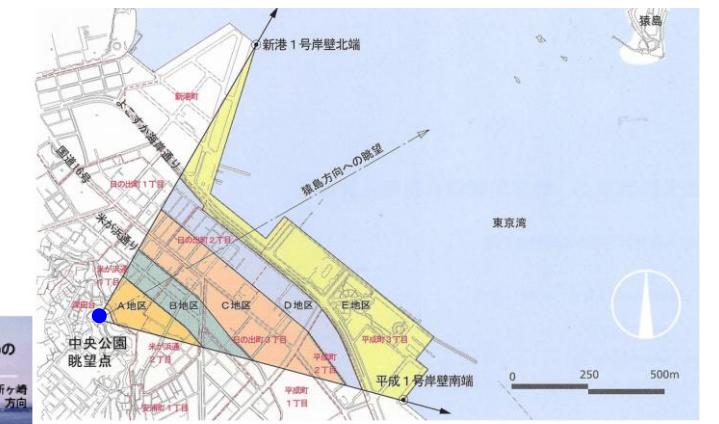 猿島
新港1号岸壁北端
新港町
よこすか海岸通り
国道16号
猿島方向への眺望
日の出町1丁目
米が浜通り
日の出町2丁目
東京湾
米が浜通
1丁目
深田台
A地区
B地区
C地区
D地区
E地区
中央公園
眺望点
米が浜通
2丁目
日の出町3丁目
平成町3丁目
平成町
2丁目
平成町
1丁目
安浦町1丁目
平成1号岸壁南端
0 250 500m
の
方向